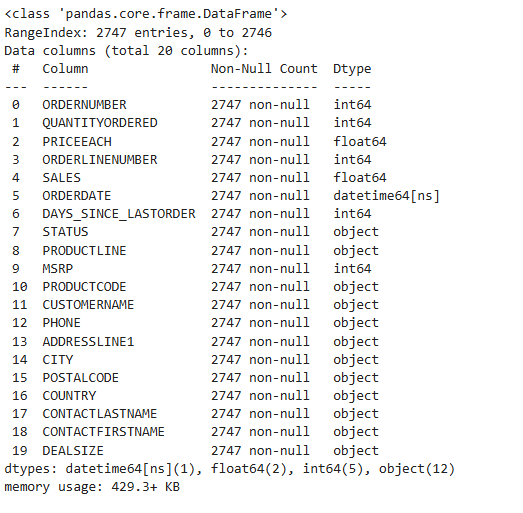 <class 'pandas.core.frame.DataFrame'>
RangeIndex: 2747 entries, 0 to 2746
Data columns (total 20 columns):
 #   Column                Non-Null Count  Dtype
---  ------                --------------  -----
 0   ORDERNUMBER           2747 non-null   int64
 1   QUANTITYORDERED       2747 non-null   int64
 2   PRICEEACH             2747 non-null   float64
 3   ORDERLINENUMBER       2747 non-null   int64
 4   SALES                 2747 non-null   float64
 5   ORDERDATE             2747 non-null   datetime64[ns]
 6   DAYS_SINCE_LASTORDER  2747 non-null   int64
 7   STATUS                2747 non-null   object
 8   PRODUCTLINE           2747 non-null   object
 9   MSRP                  2747 non-null   int64
 10  PRODUCTCODE           2747 non-null   object
 11  CUSTOMERNAME          2747 non-null   object
 12  PHONE                 2747 non-null   object
 13  ADDRESSLINE1          2747 non-null   object
 14  CITY                  2747 non-null   object
 15  POSTALCODE            2747 non-null   object
 16  COUNTRY               2747 non-null   object
 17  CONTACTLASTNAME       2747 non-null   object
 18  CONTACTFIRSTNAME      2747 non-null   object
 19  DEALSIZE              2747 non-null   object
dtypes: datetime64[ns](1), float64(2), int64(5), object(12)
memory usage: 429.3+ KB